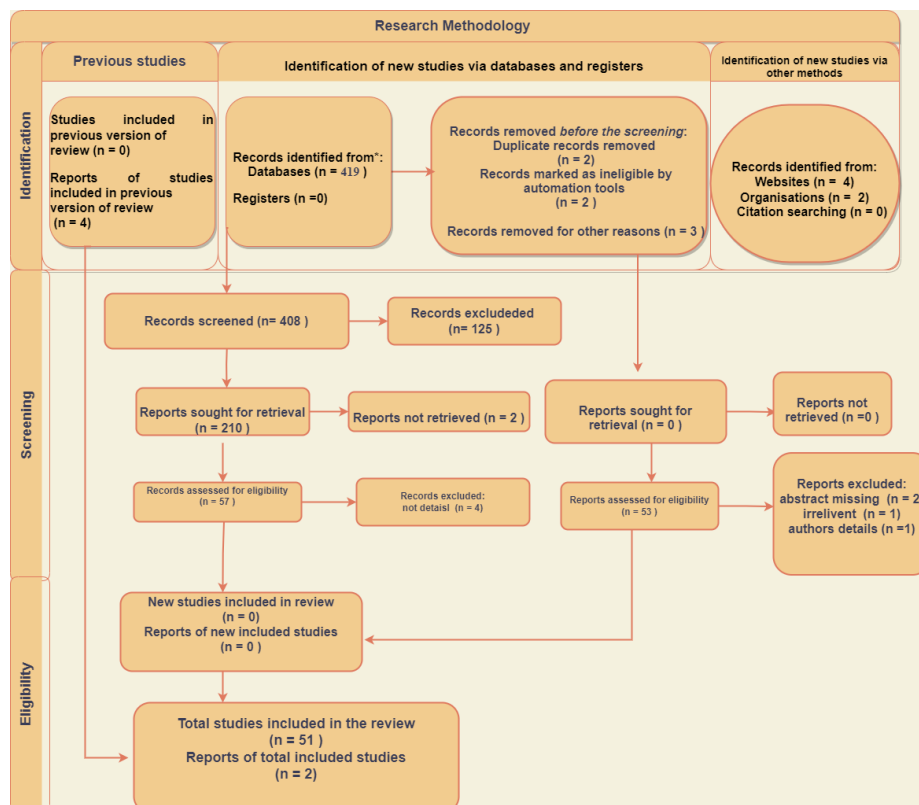 Research Methodology
Identification
Previous studies
Identification of new studies via databases and registers
Identification of new studies via
other methods
Studies included in
previous version of
review (n = 0)
Reports of studies
included in previous
version of review
(n = 4)
Records identified from*:
Databases (n = 419 )
Registers (n =0)
Records removed before the screening:
Duplicate records removed
(n = 2)
Records marked as ineligible by
automation tools
(n = 2 )
Records removed for other reasons (n = 3 )
Records identified from:
Websites (n = 4)
Organisations (n = 2)
Citation searching (n = 0)
Screening
Records screened (n= 408 )
Records excludeded
(n= 125 )
Reports sought for retrieval
(n = 210 )
Reports not retrieved (n = 2 )
Reports sought for
retrieval (n = 0 )
Reports not
retrieved (n =0 )
Records assessed for eligibility
(n = 57 )
Records excluded:
not detaisl (n = 4)
Reports assessed for eligibility
(n = 53 )
Reports excluded:
abstract missing (n = 2
irrelivent (n = 1)
authors details (n =1)
Eligibility
New studies included in review
(n = 0)
Reports of new included studies
(n = 0 )
Total studies included in the review
(n = 51 )
Reports of total included studies
(n = 2)